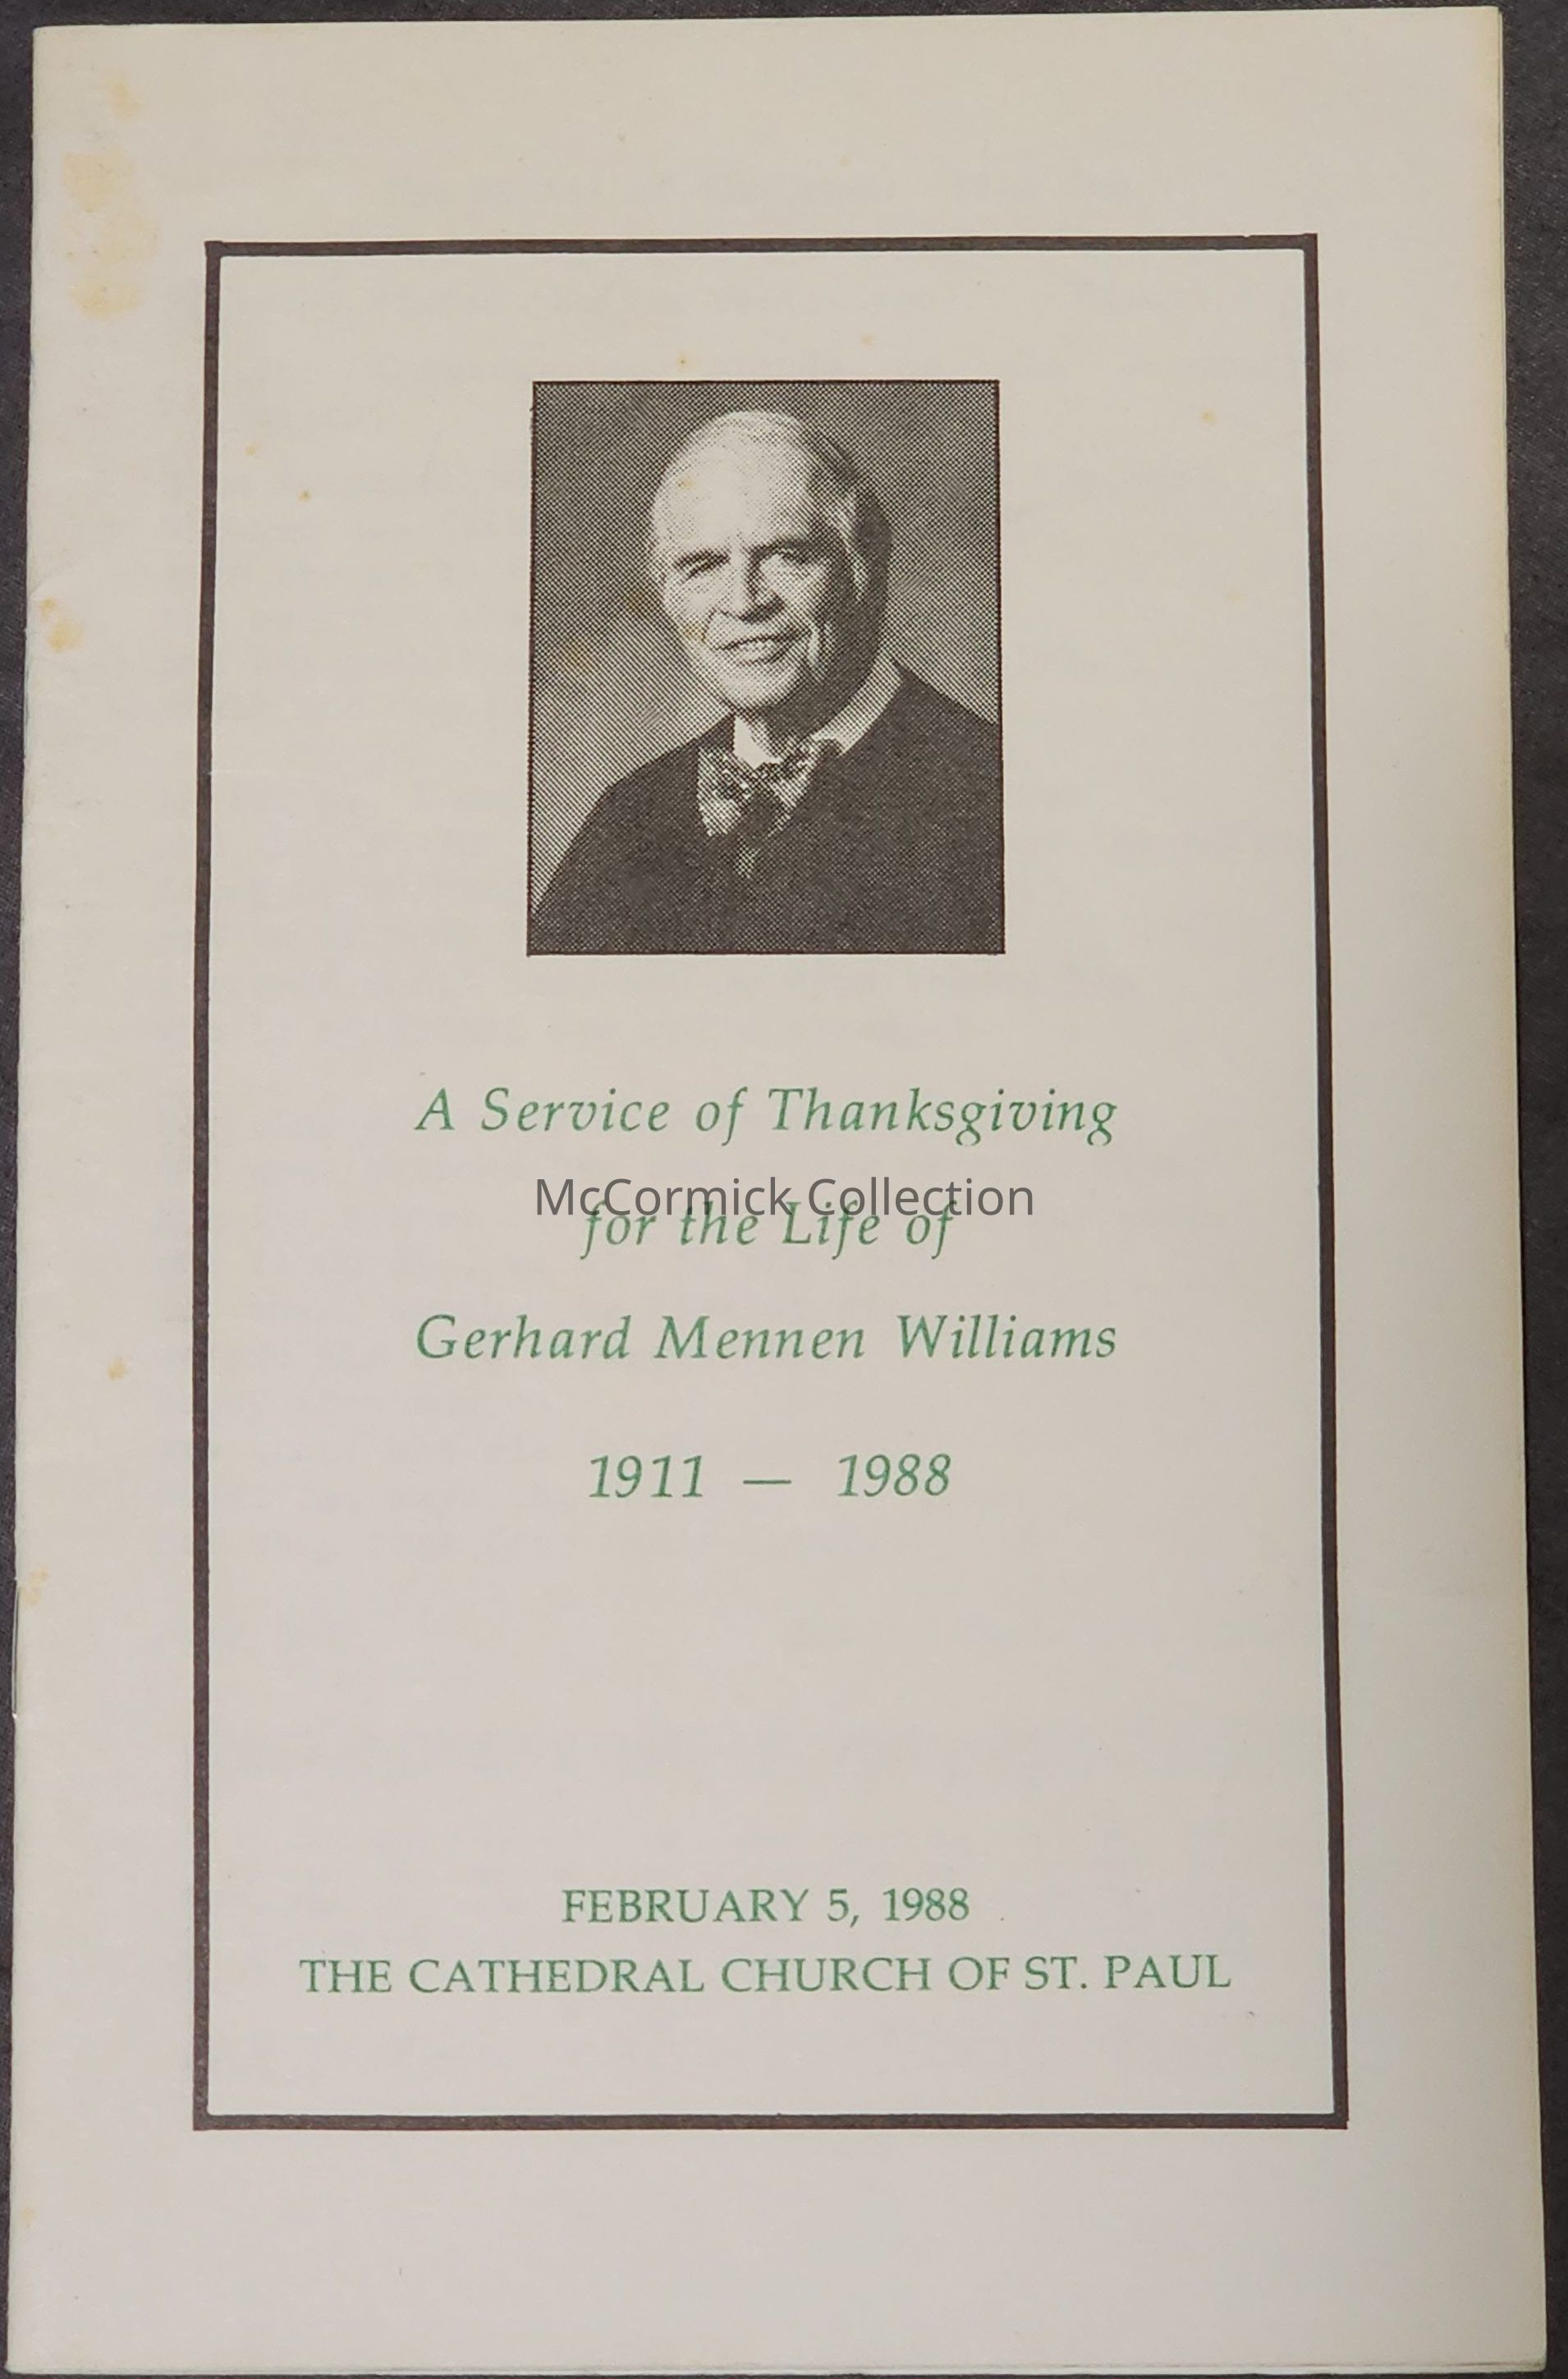 A Service of Thanksgiving
McCormick Collection
for the Life of
Gerhard Mennen Williams
1911 — 1988
FEBRUARY 5, 1988
THE CATHEDRAL CHURCH OF ST. PAUL